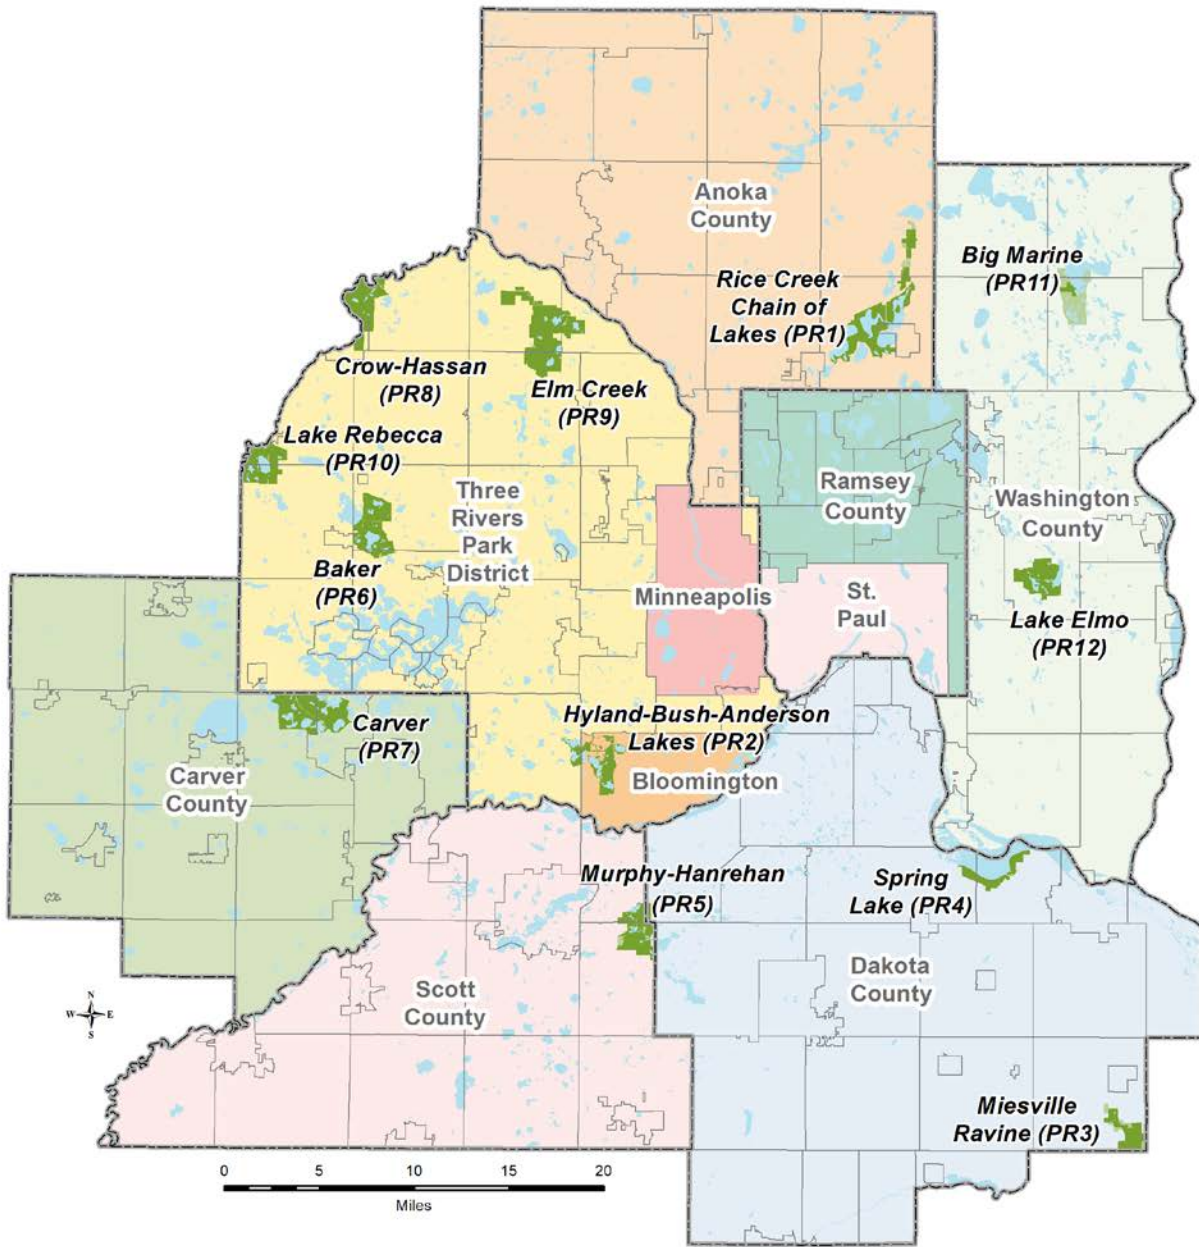 Anoka
County
Big Marine
(PR11)
Rice Creek
Chain of
Lakes (PR1)
Crow-Hassan
(PR8)
Elm Creek
(PR9)
Lake Rebecca
(PR10)
Three
Rivers
Park
District
Ramsey
County
Washington
County
Baker
(PR6)
Minneapolis
St.
Paul
Lake Elmo
(PR12)
Carver
(PR7)
Hyland-Bush-Anderson
Lakes (PR2)
Carver
County
Bloomington
Murphy-Hanrehan
(PR5)
Spring
Lake (PR4)
Scott
County
Dakota
County
N
W E
S
Miesville
Ravine (PR3)
0 5 10 15 20
Miles